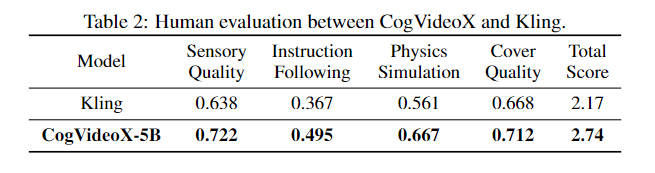 Table 2: Human evaluation between CogVideoX and Kling.
Model Sensory Quality Instruction Following Physics Simulation Cover Quality Total Score
Kling 0.638 0.367 0.561 0.668 2.17
CogVideoX-5B 0.722 0.495 0.667 0.712 2.74